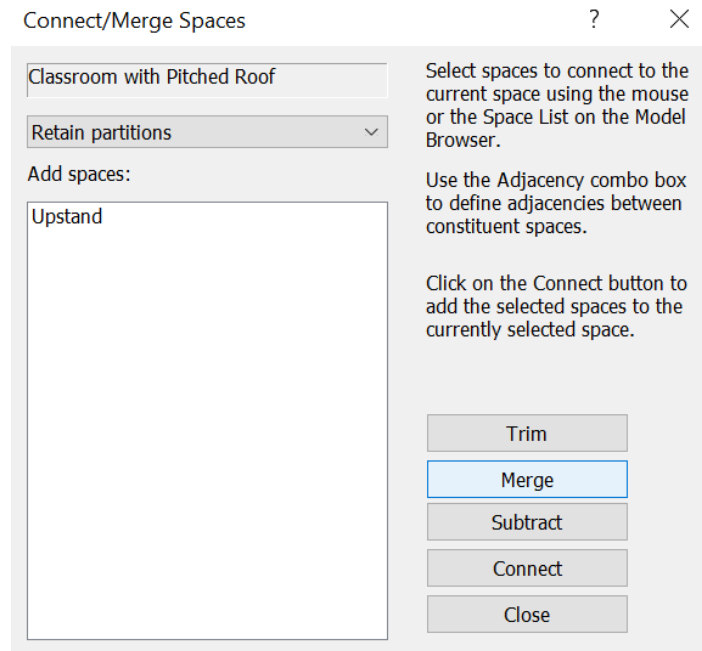 Connect/Merge Spaces
?
Classroom with Pitched Roof
Retain partitions
Add spaces:
Upstand
Select spaces to connect to the
current space using the mouse
or the Space List on the Model
Browser.
Use the Adjacency combo box
to define adjacencies between
constituent spaces.
Click on the Connect button to
add the selected spaces to the
currently selected space.
Trim
Merge
Subtract
Connect
Close